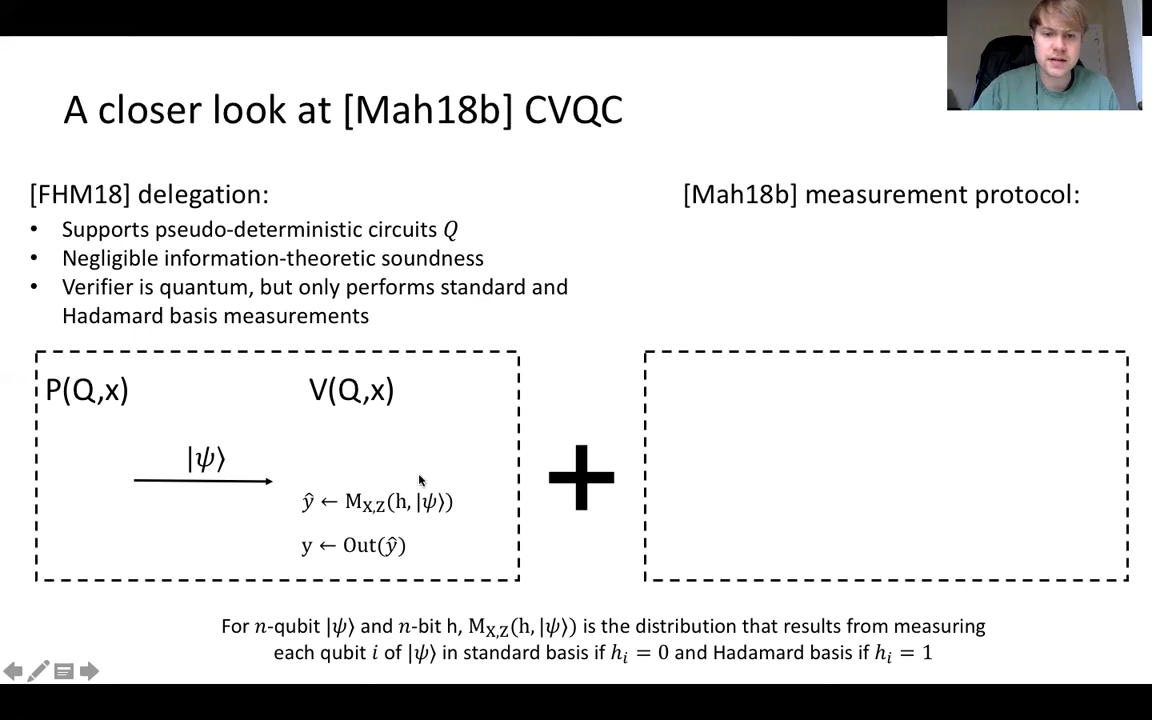 A closer look at [Mah18b] CVQC
[FHM18] delegation:
• Supports pseudo-deterministic circuits Q
• Negligible information-theoretic soundness
• Verifier is quantum, but only performs standard and
Hadamard basis measurements
[Mah18b] measurement protocol:
P(Q,x) V(Q,x)
|ψ⟩
ŷ ← M_{X,Z}(h, |ψ⟩)
y ← Out(ŷ)
+
For n-qubit |ψ⟩ and n-bit h, M_{X,Z}(h, |ψ⟩) is the distribution that results from measuring
each qubit i of |ψ⟩ in standard basis if h_i = 0 and Hadamard basis if h_i = 1